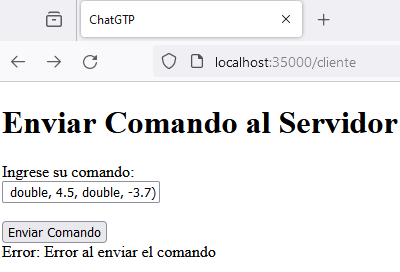 ChatGTP
localhost:35000/cliente
Enviar Comando al Servidor
Ingrese su comando:
double, 4.5, double, -3.7)
Enviar Comando
Error: Error al enviar el comando